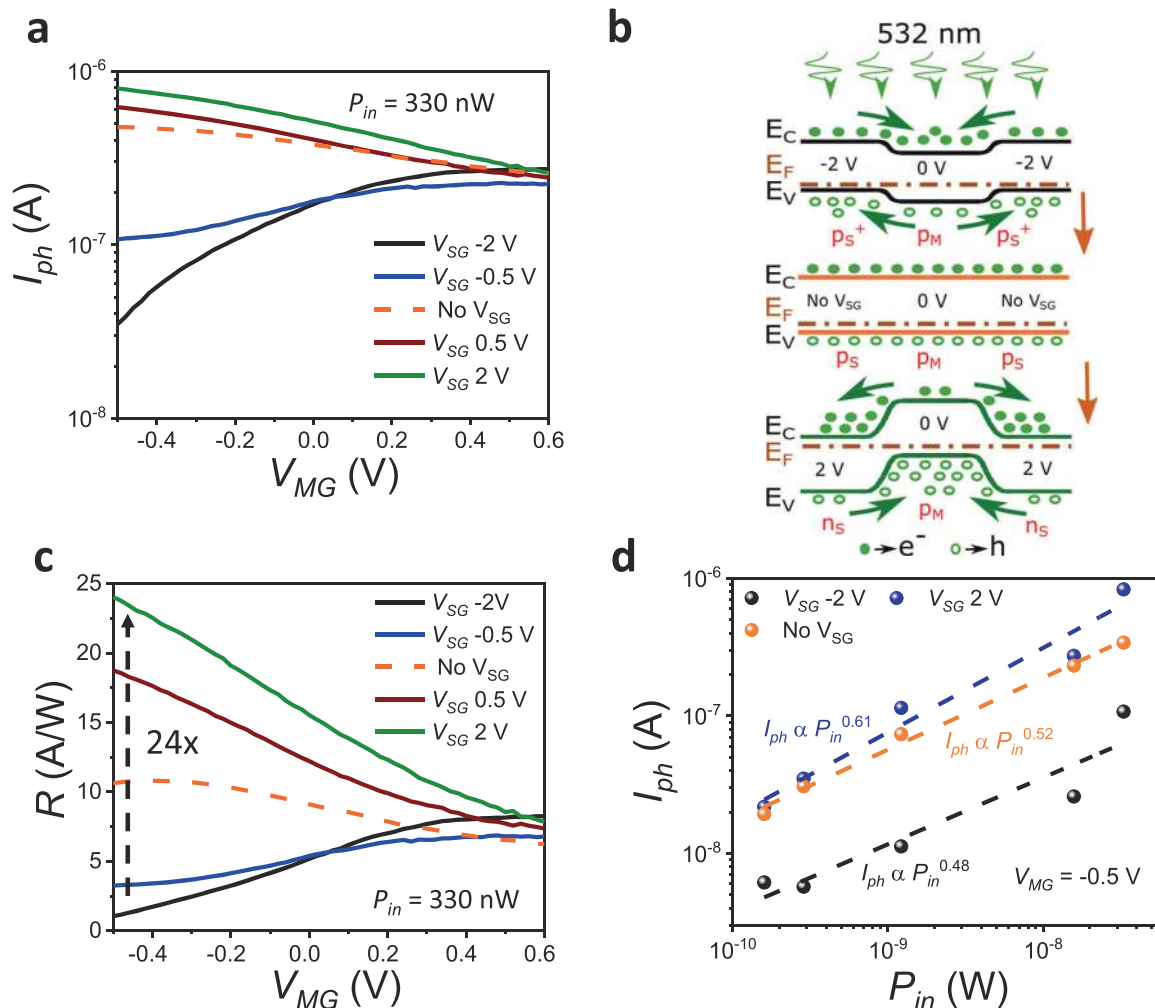 a
10^-6
10^-7
10^-8
I_ph (A)
P_in = 330 nW
V_SG -2 V
V_SG -0.5 V
No V_SG
V_SG 0.5 V
V_SG 2 V
-0.4 -0.2 0.0 0.2 0.4 0.6
V_MG (V)
b
532 nm
E_C
E_F
E_V
-2 V 0 V -2 V
p_S^+ p_M p_S^+
E_C
E_F
E_V
No V_SG 0 V No V_SG
p_S p_M p_S
E_C
E_F
E_V
0 V
2 V 2 V
n_S p_M n_S
e^- h
c
25
20
15
10
5
0
R (A/W)
24x
V_SG -2V
V_SG -0.5 V
No V_SG
V_SG 0.5 V
V_SG 2 V
P_in = 330 nW
-0.4 -0.2 0.0 0.2 0.4 0.6
V_MG (V)
d
10^-6
10^-7
10^-8
I_ph (A)
V_SG -2 V V_SG 2 V
No V_SG
I_ph ∝ P_in^0.61
I_ph ∝ P_in^0.52
I_ph ∝ P_in^0.48
V_MG = -0.5 V
10^-10 10^-9 10^-8
P_in (W)